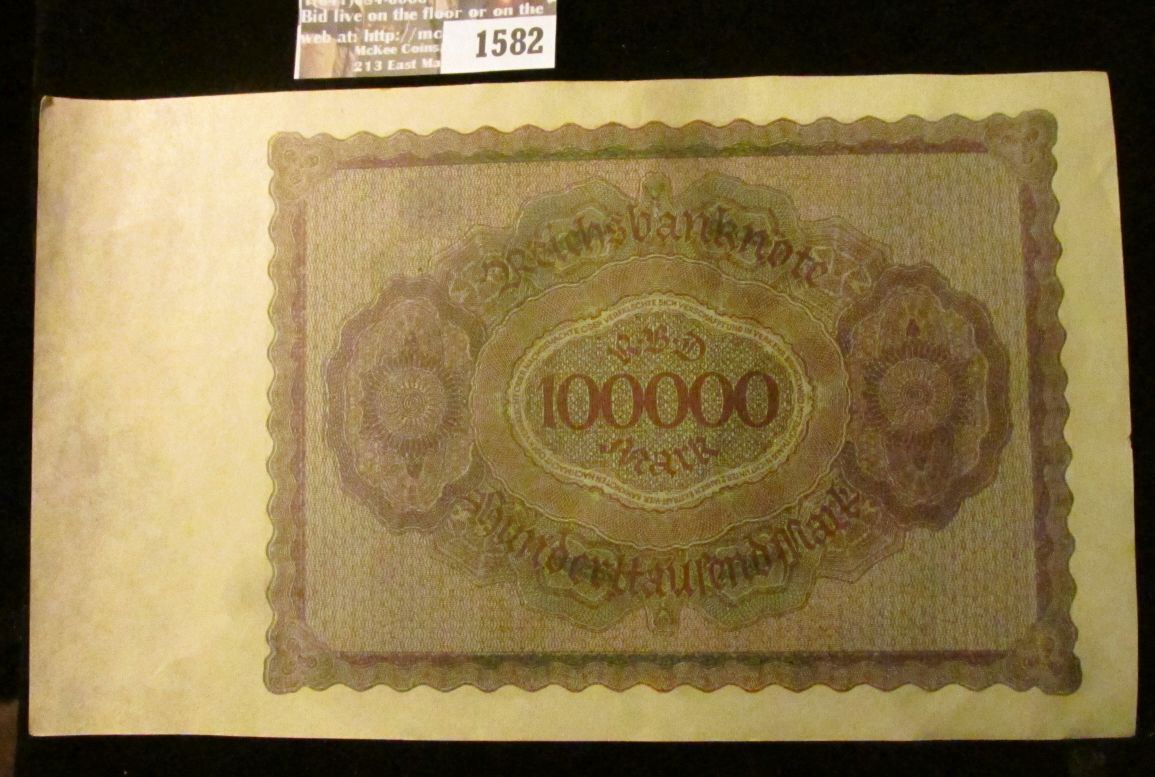 Bid live on the floor or on the
web at: http://mc
McKee Coins
213 East Ma
1582
Reichsbanknote
R·B·D
100000
Mark
Hunderttausend Mark